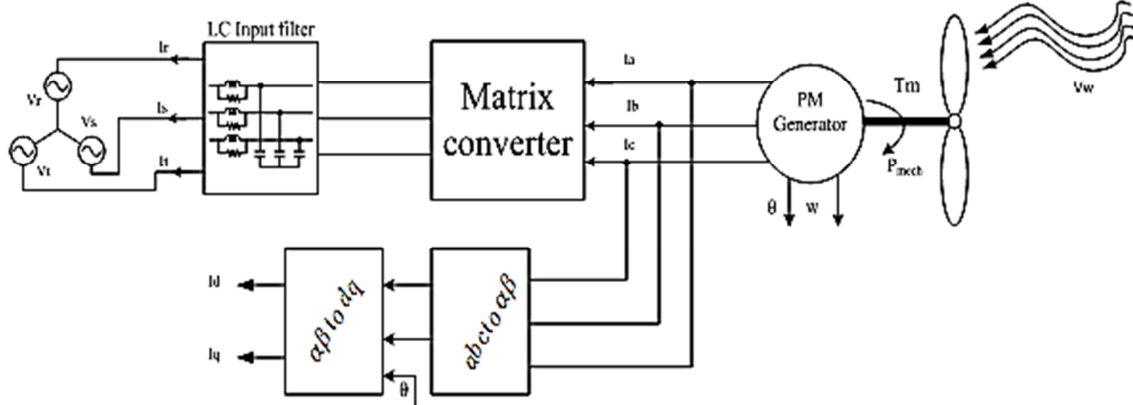 LC Input filter
Ir
Vr
Is
Vs
It
Vt
Matrix
converter
Ia
Ib
Ic
PM
Generator
Tm
Pmech
Vw
θ
w
Id
Iq
αβ to dq
abc to αβ
θ